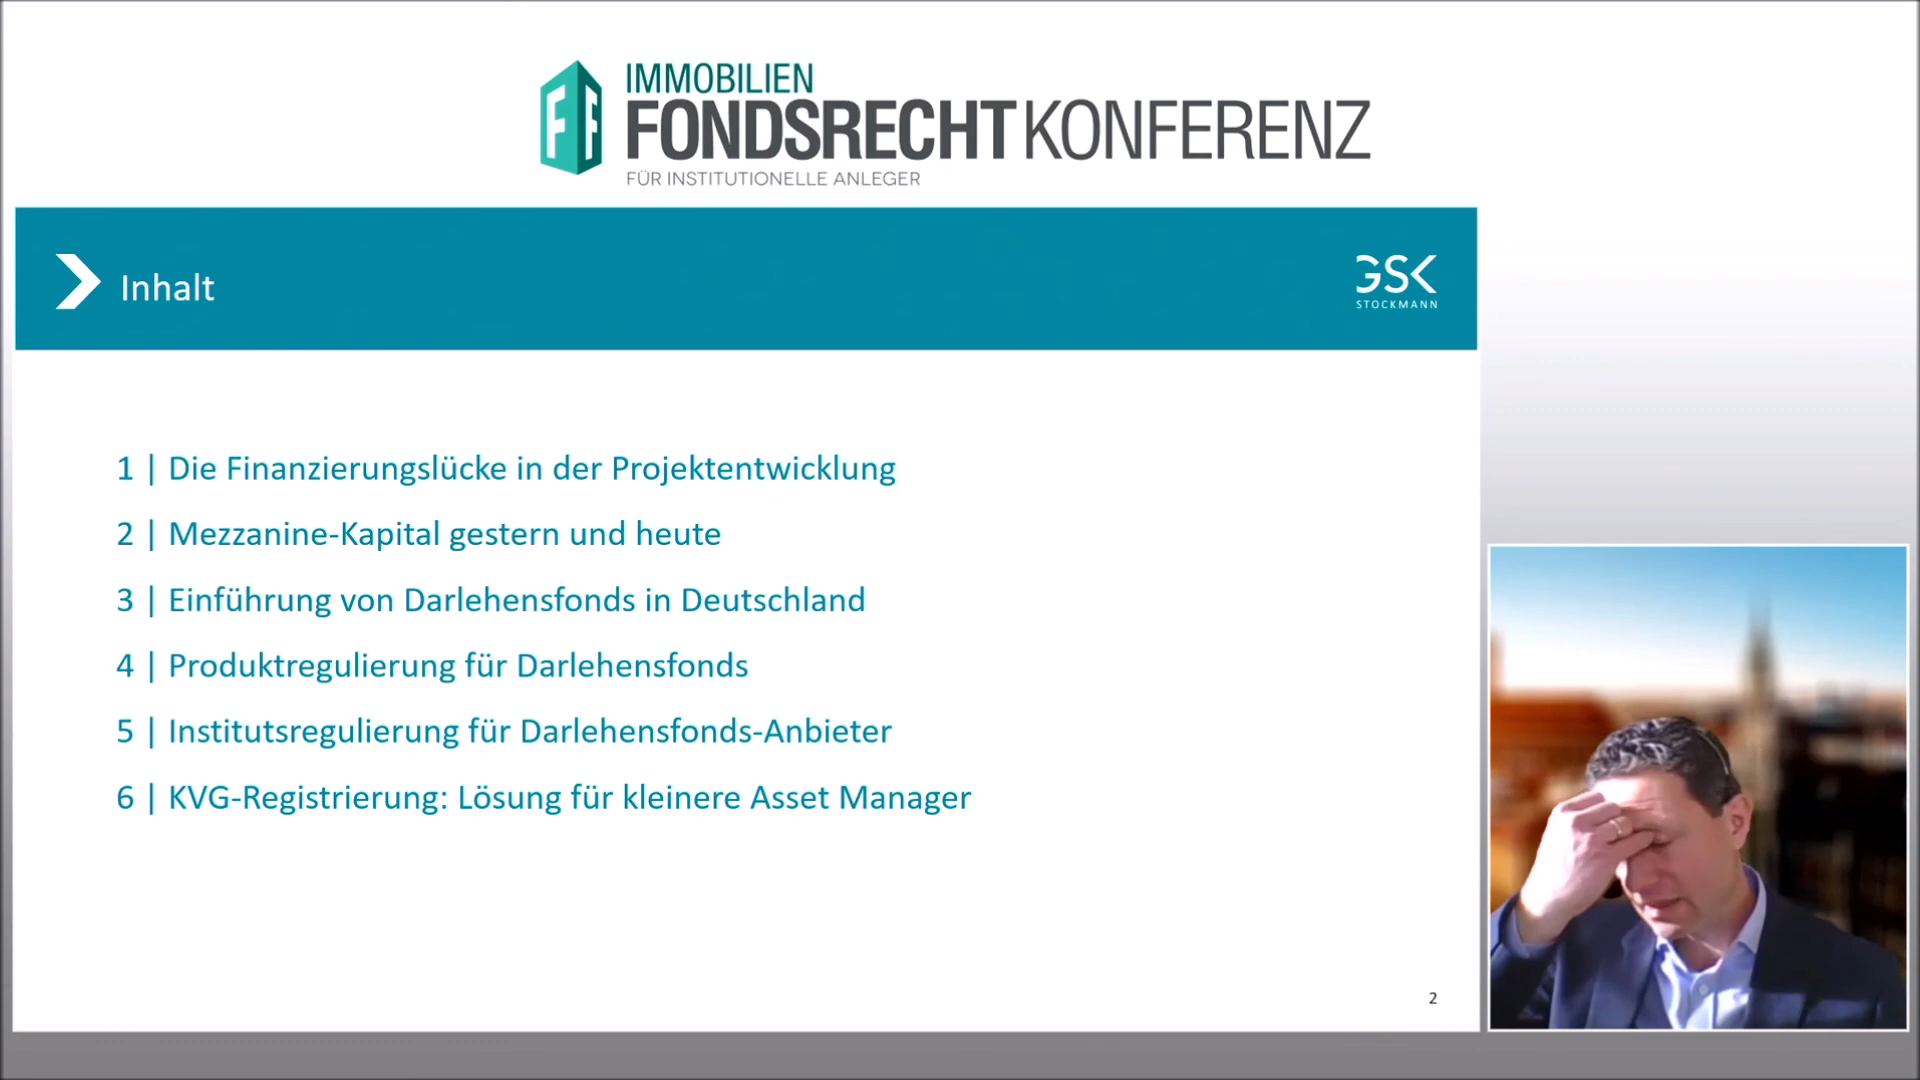 IMMOBILIEN
FONDSRECHTKONFERENZ
FÜR INSTITUTIONELLE ANLEGER
Inhalt
GSK
STOCKMANN
1 | Die Finanzierungslücke in der Projektentwicklung
2 | Mezzanine-Kapital gestern und heute
3 | Einführung von Darlehensfonds in Deutschland
4 | Produktregulierung für Darlehensfonds
5 | Institutsregulierung für Darlehensfonds-Anbieter
6 | KVG-Registrierung: Lösung für kleinere Asset Manager
2